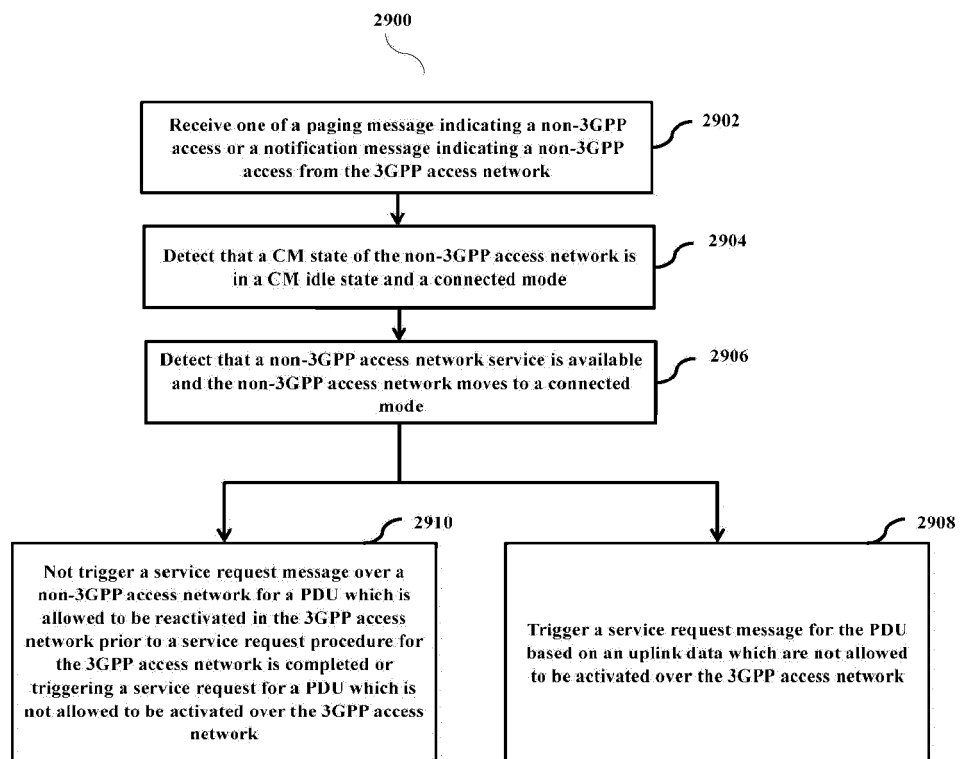 2900
Receive one of a paging message indicating a non-3GPP
access or a notification message indicating a non-3GPP
access from the 3GPP access network
2902
Detect that a CM state of the non-3GPP access network is
in a CM idle state and a connected mode
2904
Detect that a non-3GPP access network service is available
and the non-3GPP access network moves to a connected
mode
2906
2910
Not trigger a service request message over a
non-3GPP access network for a PDU which is
allowed to be reactivated in the 3GPP access
network prior to a service request procedure for
the 3GPP access network is completed or
triggering a service request for a PDU which is
not allowed to be activated over the 3GPP access
network
2908
Trigger a service request message for the PDU
based on an uplink data which are not allowed
to be activated over the 3GPP access network